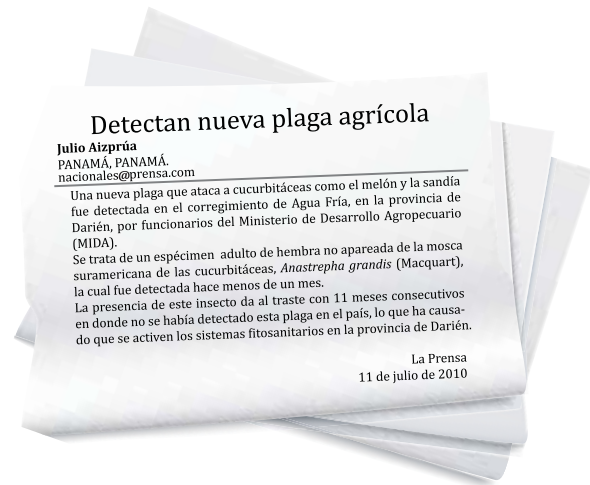 Detectan nueva plaga agrícola
Julio Aizprúa
PANAMÁ, PANAMÁ.
nacionales@prensa.com
Una nueva plaga que ataca a cucurbitáceas como el melón y la sandía
fue detectada en el corregimiento de Agua Fría, en la provincia de
Darién, por funcionarios del Ministerio de Desarrollo Agropecuario
(MIDA).
Se trata de un espécimen adulto de hembra no apareada de la mosca
suramericana de las cucurbitáceas, Anastrepha grandis (Macquart),
la cual fue detectada hace menos de un mes.
La presencia de este insecto da al traste con 11 meses consecutivos
en donde no se había detectado esta plaga en el país, lo que ha causa-
do que se activen los sistemas fitosanitarios en la provincia de Darién.
La Prensa
11 de julio de 2010